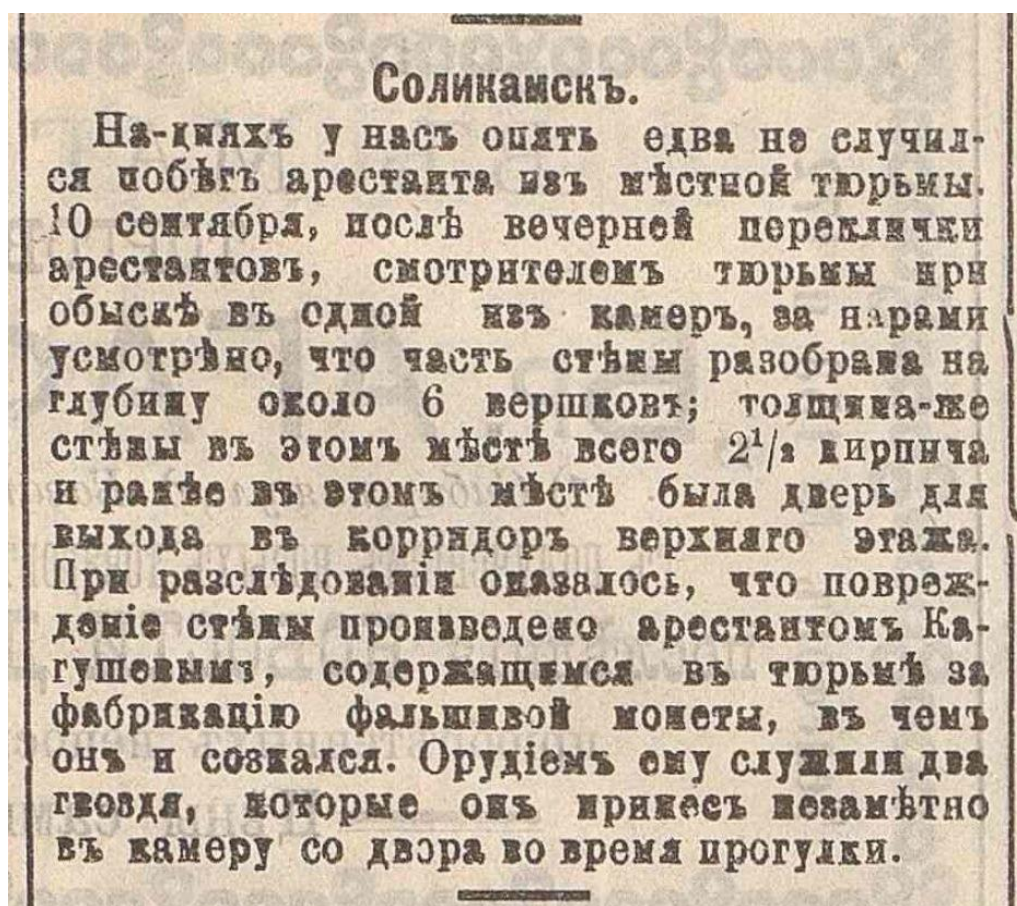 Соликамскъ.
На-дняхъ у насъ опять едва не случил-
ся побѣгъ арестанта изъ мѣстной тюрьмы.
10 сентября, послѣ вечерней переклички
арестантовъ, смотрителемъ тюрьмы при
обыскѣ въ одной изъ камеръ, за нарами
усмотрѣно, что часть стѣны разобрана на
глубину около 6 вершковъ; толщина-же
стѣны въ этомъ мѣстѣ всего 2¹/₂ кирпича
и ранѣе въ этомъ мѣстѣ была дверь для
выхода въ корридоръ верхняго этажа.
При разслѣдованіи оказалось, что повреж-
деніе стѣны произведено арестантомъ Ка-
гушевымъ, содержащимся въ тюрьмѣ за
фабрикацію фальшивой монеты, въ чемъ
онъ и сознался. Орудіемъ ему служили два
гвоздя, которые онъ принесъ незамѣтно
въ камеру со двора во время прогулки.